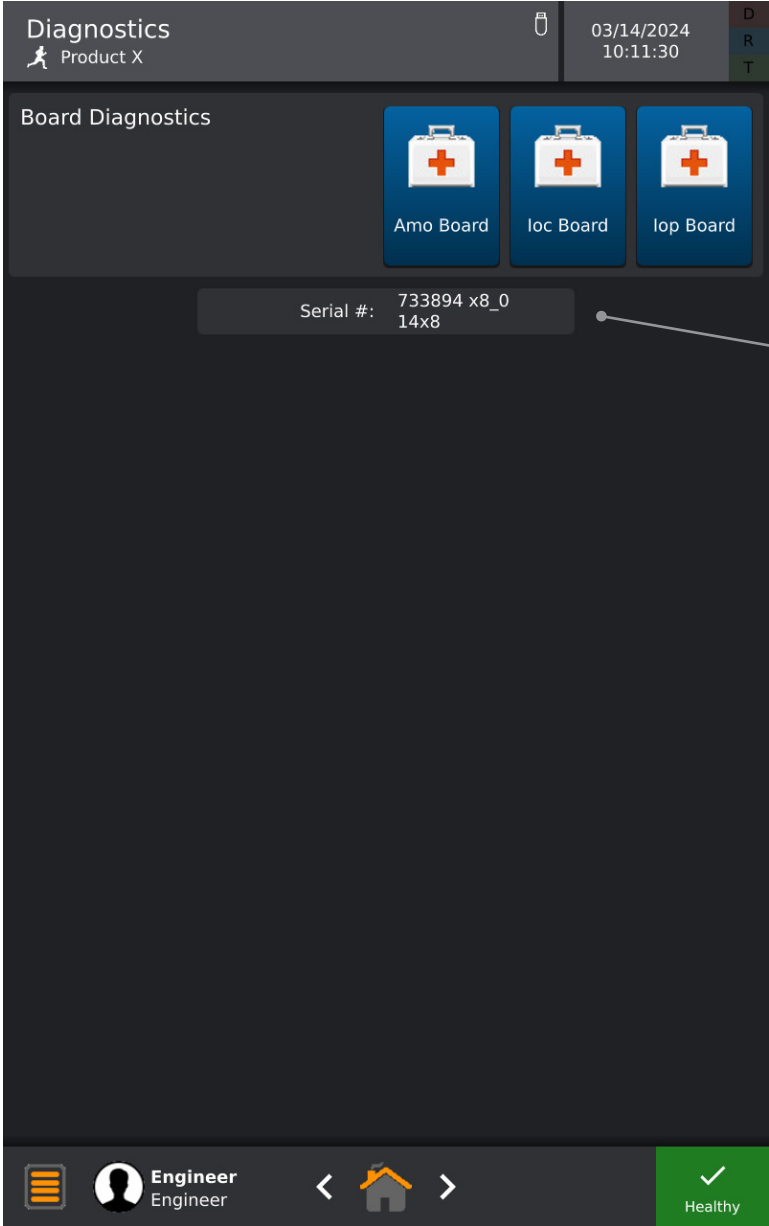 Diagnostics
Product X
03/14/2024
10:11:30
D
R
T
Board Diagnostics
Amo Board
Ioc Board
Iop Board
Serial #:
733894 x8_0
14x8
Engineer
Engineer
Healthy